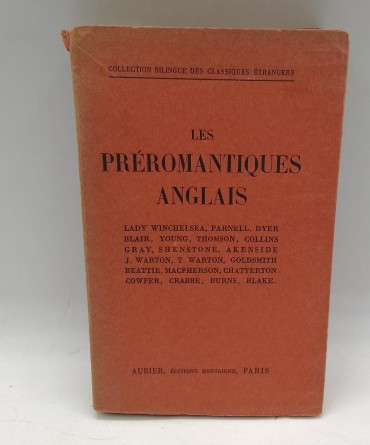 COLLECTION BILINGUE DES CLASSIQUES ÉTRANGERS
LES
PRÉROMANTIQUES
ANGLAIS
LADY WINCHELSEA, PARNELL, DYER
BLAIR, YOUNG, THOMSON, COLLINS
GRAY, SHENSTONE, AKENSIDE
J. WARTON, T. WARTON, GOLDSMITH
BEATTIE, MACPHERSON, CHATTERTON
COWPER, CRABBE, BURNS, BLAKE.
AUBIER, ÉDITIONS MONTAIGNE, PARIS